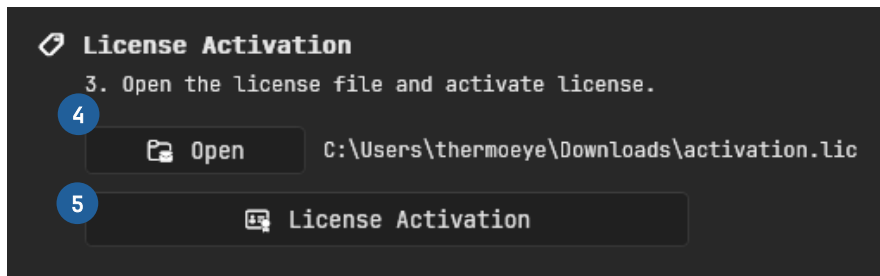 License Activation
3. Open the license file and activate license.
4
Open C:\Users\thermoeye\Downloads\activation.lic
5
License Activation